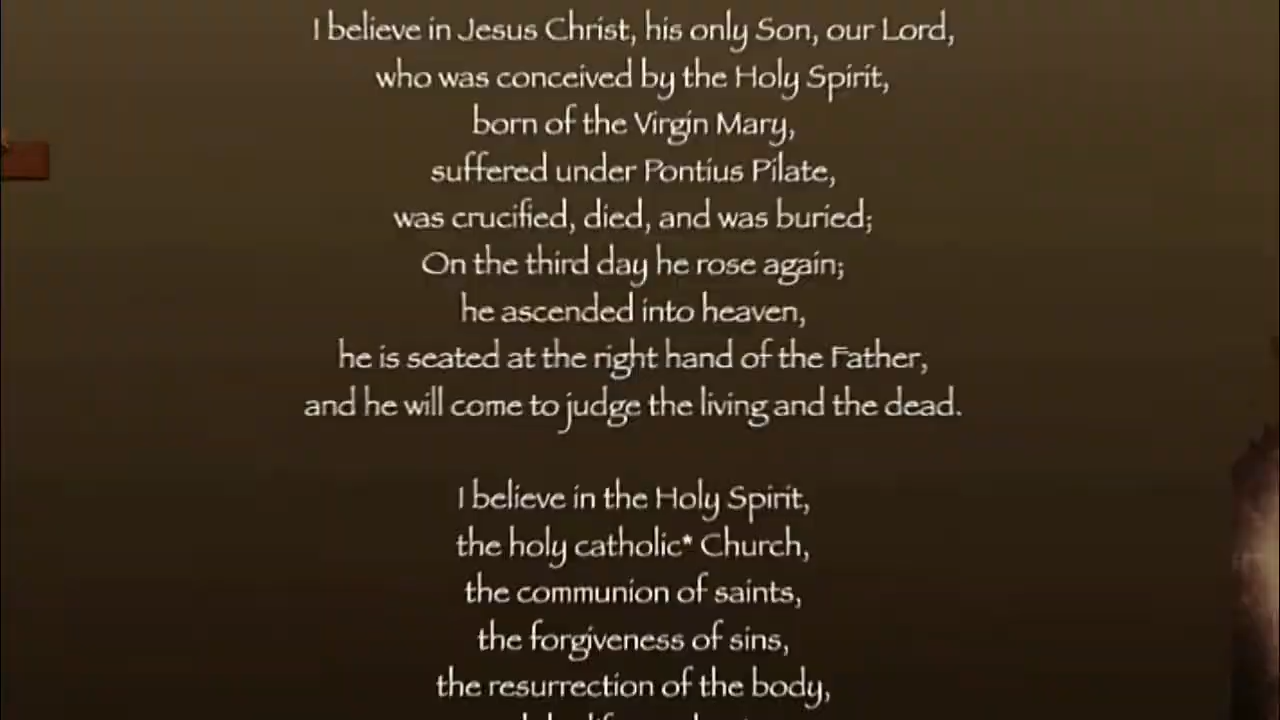 I believe in Jesus Christ, his only Son, our Lord,
who was conceived by the Holy Spirit,
born of the Virgin Mary,
suffered under Pontius Pilate,
was crucified, died, and was buried;
On the third day he rose again;
he ascended into heaven,
he is seated at the right hand of the Father,
and he will come to judge the living and the dead.
I believe in the Holy Spirit,
the holy catholic* Church,
the communion of saints,
the forgiveness of sins,
the resurrection of the body,